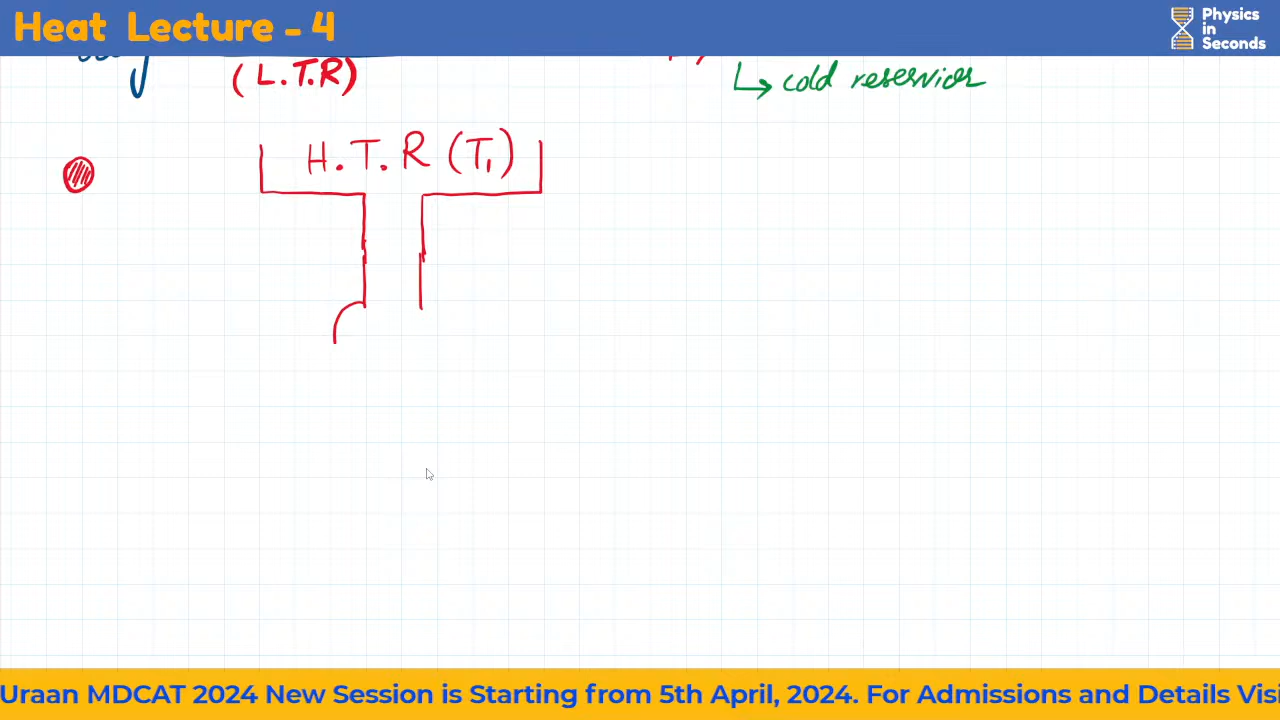 Heat Lecture - 4
Physics
in
Seconds
(L.T.R)
cold reservior
H.T.R (T₁)
Uraan MDCAT 2024 New Session is Starting from 5th April, 2024. For Admissions and Details Visi